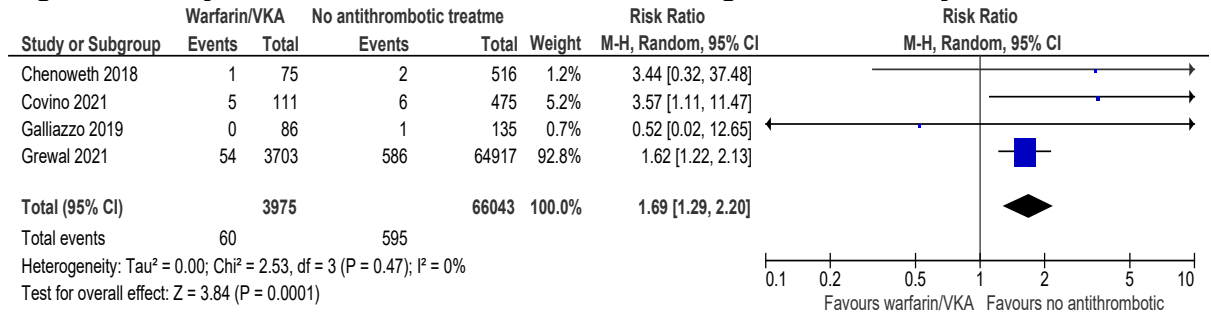 Warfarin/VKA No antithrombotic treatme Risk Ratio Risk Ratio
Study or Subgroup Events Total Events Total Weight M-H, Random, 95% CI M-H, Random, 95% CI
Chenoweth 2018 1 75 2 516 1.2% 3.44 [0.32, 37.48]
Covino 2021 5 111 6 475 5.2% 3.57 [1.11, 11.47]
Galliazzo 2019 0 86 1 135 0.7% 0.52 [0.02, 12.65]
Grewal 2021 54 3703 586 64917 92.8% 1.62 [1.22, 2.13]
Total (95% CI) 3975 66043 100.0% 1.69 [1.29, 2.20]
Total events 60 595
Heterogeneity: Tau² = 0.00; Chi² = 2.53, df = 3 (P = 0.47); I² = 0%
Test for overall effect: Z = 3.84 (P = 0.0001)
0.1 0.2 0.5 1 2 5 10
Favours warfarin/VKA Favours no antithrombotic